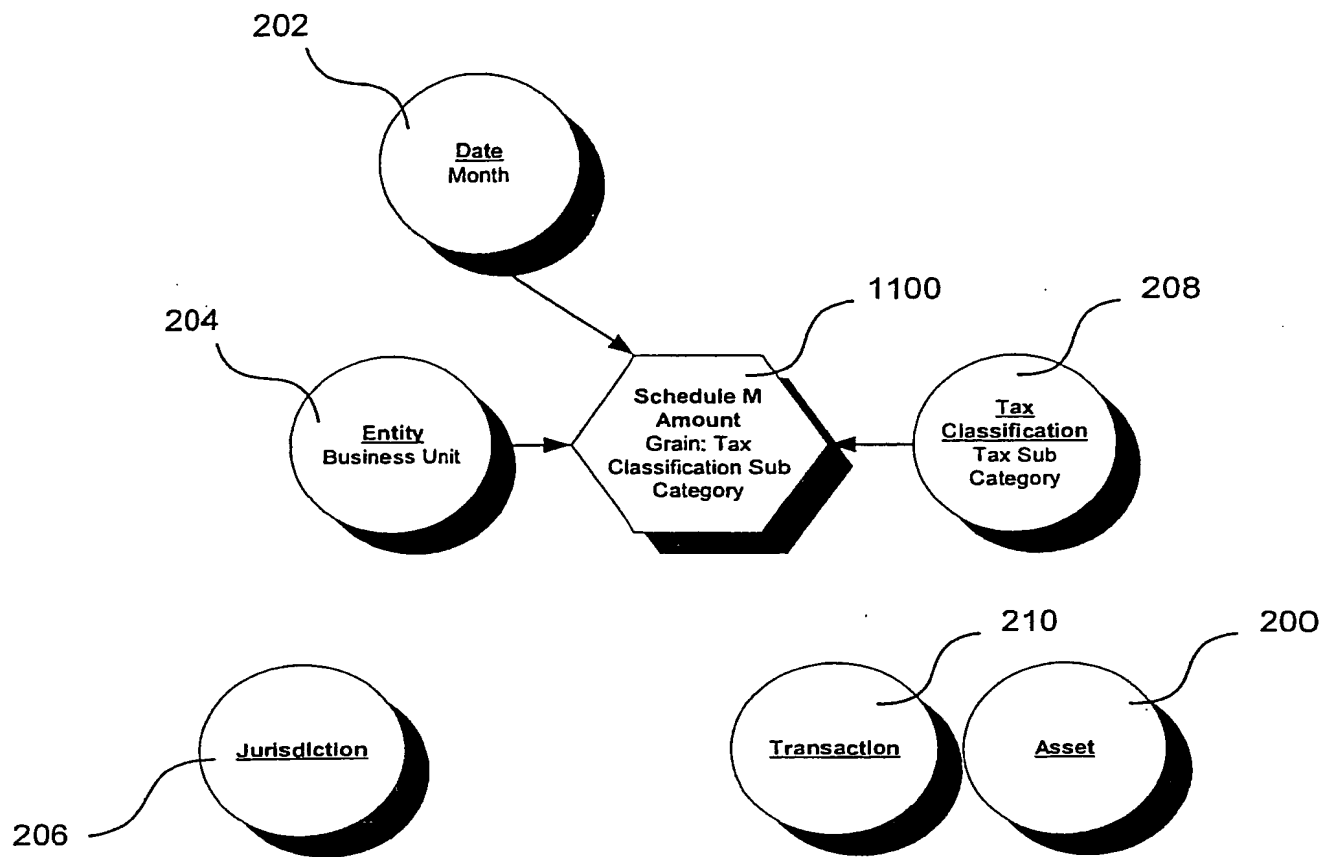 202
Date
Month
1100
208
204
Schedule M
Amount
Grain: Tax
Classification Sub
Category
Entity
Business Unit
Tax
Classification
Tax Sub
Category
210
200
Jurisdiction
Transaction
Asset
206